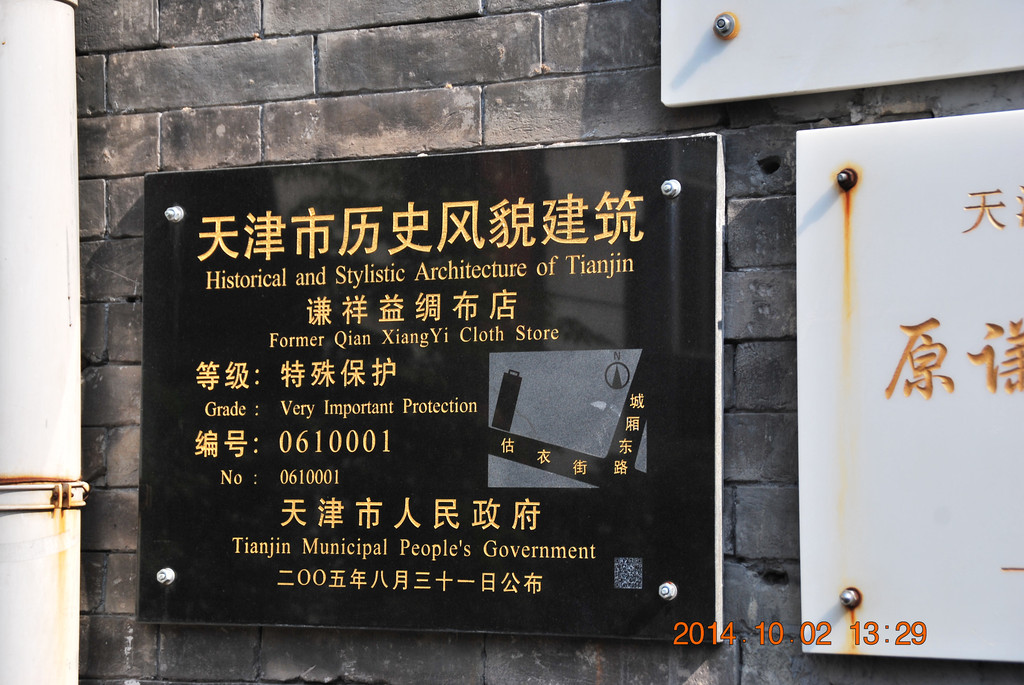 天津市历史风貌建筑
Historical and Stylistic Architecture of Tianjin
谦祥益绸布店
Former Qian XiangYi Cloth Store
等级：特殊保护
Grade : Very Important Protection
编号：0610001
No : 0610001
N
城厢东路
估衣街
天津市人民政府
Tianjin Municipal People's Government
二〇〇五年八月三十一日公布
天
原谦
2014.10.02 13:29